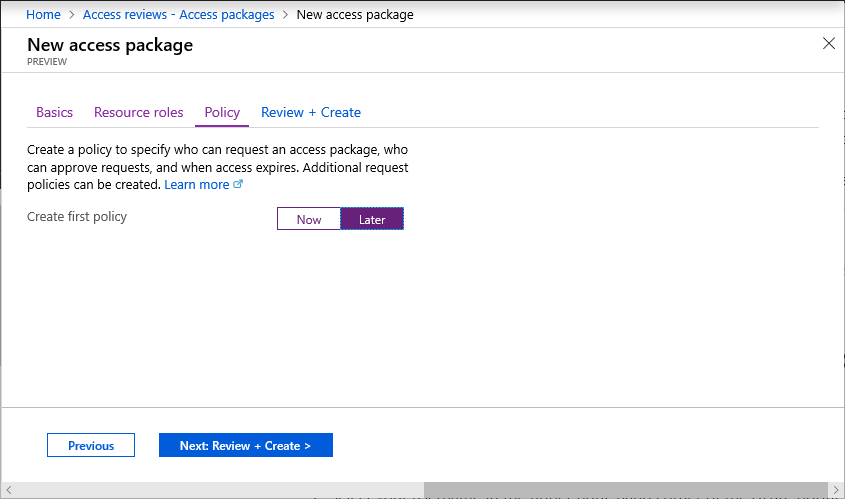 Home > Access reviews - Access packages > New access package
New access package
PREVIEW
Basics Resource roles Policy Review + Create
Create a policy to specify who can request an access package, who
can approve requests, and when access expires. Additional request
policies can be created. Learn more
Create first policy Now Later
Previous Next: Review + Create >